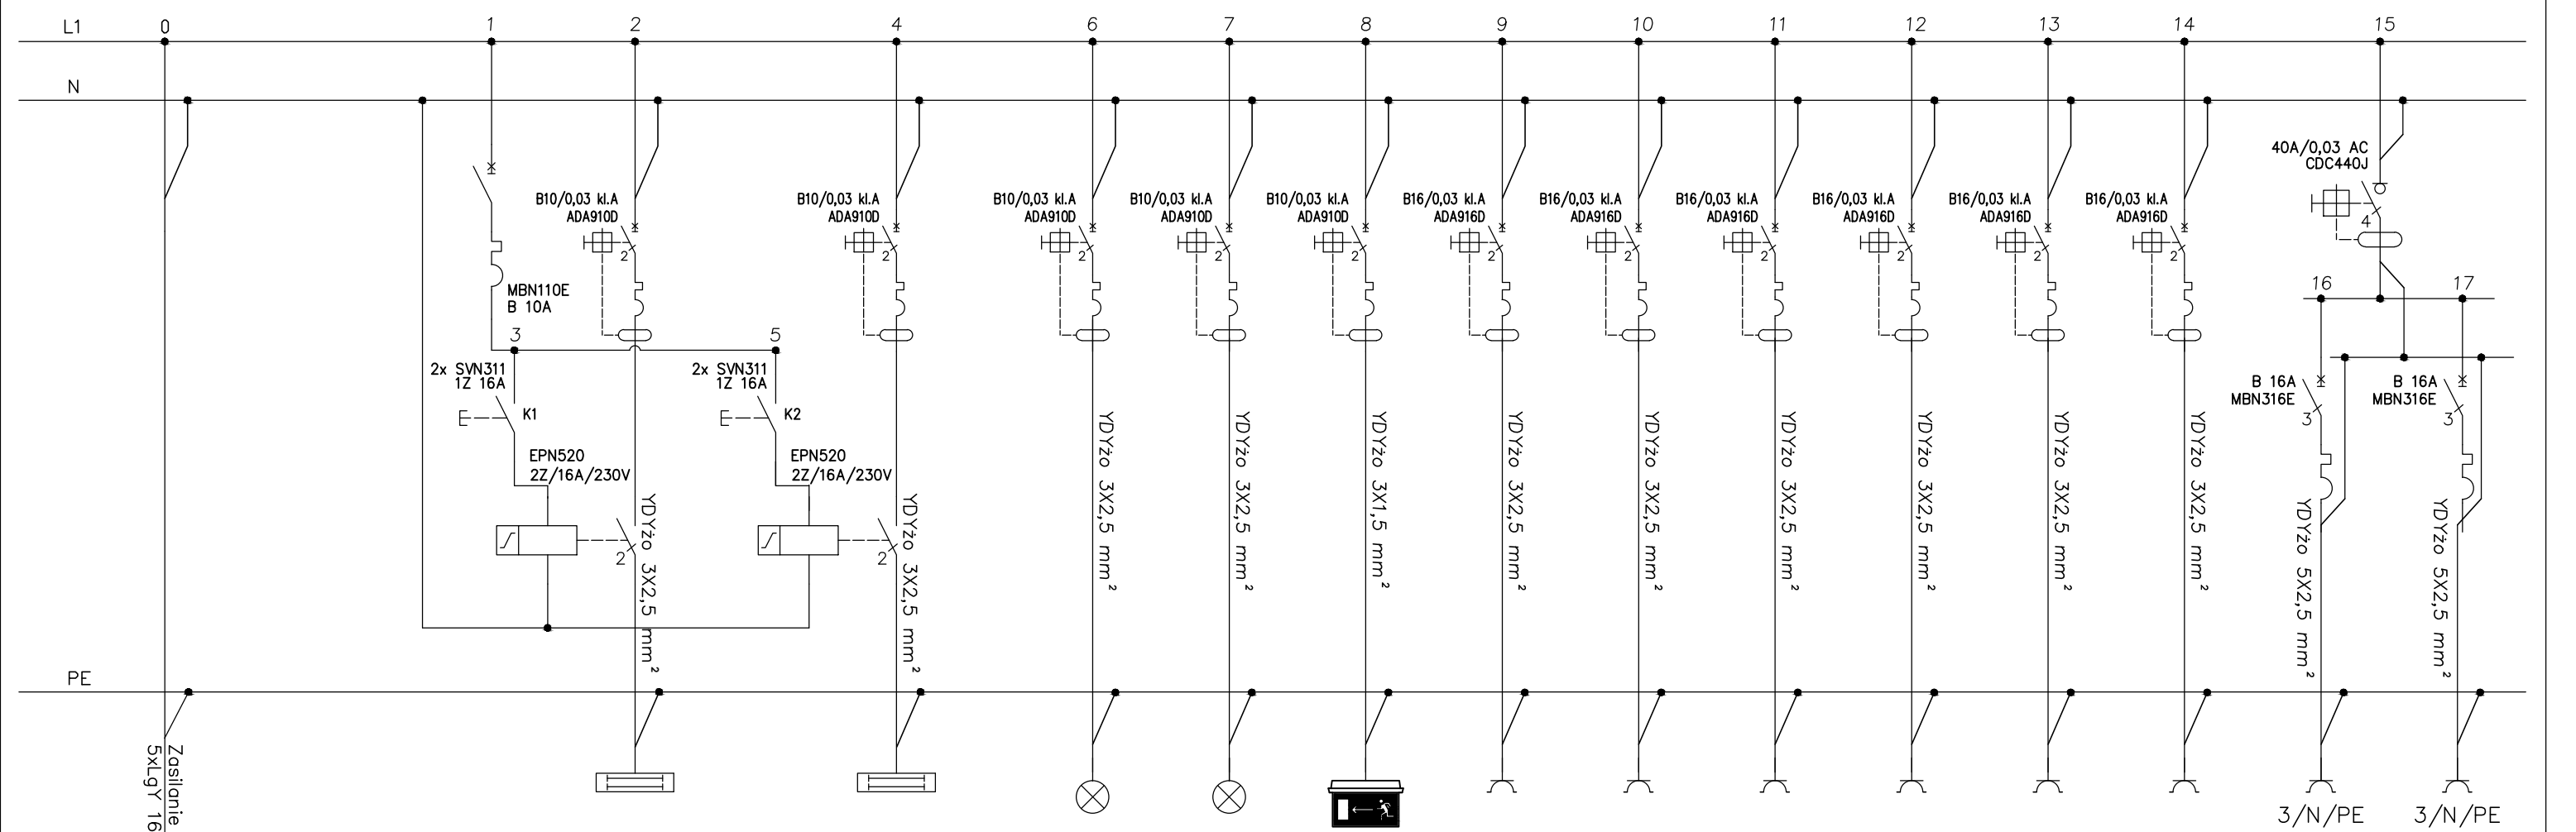 L1
0
1
2
4
6
7
8
9
10
11
12
13
14
15
N
40A/0,03 AC
CDC440J
4
B10/0,03 kl.A
ADA910D
2
B10/0,03 kl.A
ADA910D
2
B10/0,03 kl.A
ADA910D
2
B10/0,03 kl.A
ADA910D
2
B10/0,03 kl.A
ADA910D
2
B16/0,03 kl.A
ADA916D
2
B16/0,03 kl.A
ADA916D
2
B16/0,03 kl.A
ADA916D
2
B16/0,03 kl.A
ADA916D
2
B16/0,03 kl.A
ADA916D
2
B16/0,03 kl.A
ADA916D
2
MBN110E
B 10A
16
17
3
5
2x SVN311
1Z 16A
K1
2x SVN311
1Z 16A
K2
B 16A
MBN316E
3
B 16A
MBN316E
3
EPN520
2Z/16A/230V
2
EPN520
2Z/16A/230V
2
YDYżo 3X2,5 mm²
YDYżo 3X2,5 mm²
YDYżo 3X2,5 mm²
YDYżo 3X2,5 mm²
YDYżo 3X1,5 mm²
YDYżo 3X2,5 mm²
YDYżo 3X2,5 mm²
YDYżo 3X2,5 mm²
YDYżo 3X2,5 mm²
YDYżo 3X2,5 mm²
YDYżo 3X2,5 mm²
YDYżo 5X2,5 mm²
YDYżo 5X2,5 mm²
PE
Zasilanie
5xLgY 16
3/N/PE
3/N/PE